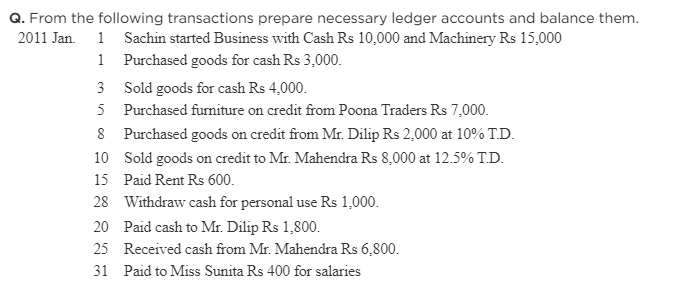 Q. From the following transactions prepare necessary ledger accounts and balance them.
2011 Jan. 1 Sachin started Business with Cash Rs 10,000 and Machinery Rs 15,000
1 Purchased goods for cash Rs 3,000.
3 Sold goods for cash Rs 4,000.
5 Purchased furniture on credit from Poona Traders Rs 7,000.
8 Purchased goods on credit from Mr. Dilip Rs 2,000 at 10% T.D.
10 Sold goods on credit to Mr. Mahendra Rs 8,000 at 12.5% T.D.
15 Paid Rent Rs 600.
28 Withdraw cash for personal use Rs 1,000.
20 Paid cash to Mr. Dilip Rs 1,800.
25 Received cash from Mr. Mahendra Rs 6,800.
31 Paid to Miss Sunita Rs 400 for salaries